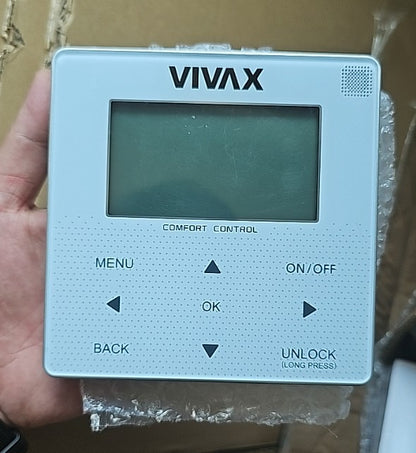 VIVAX
COMFORT CONTROL
MENU
ON/OFF
OK
BACK
UNLOCK
(LONG PRESS)